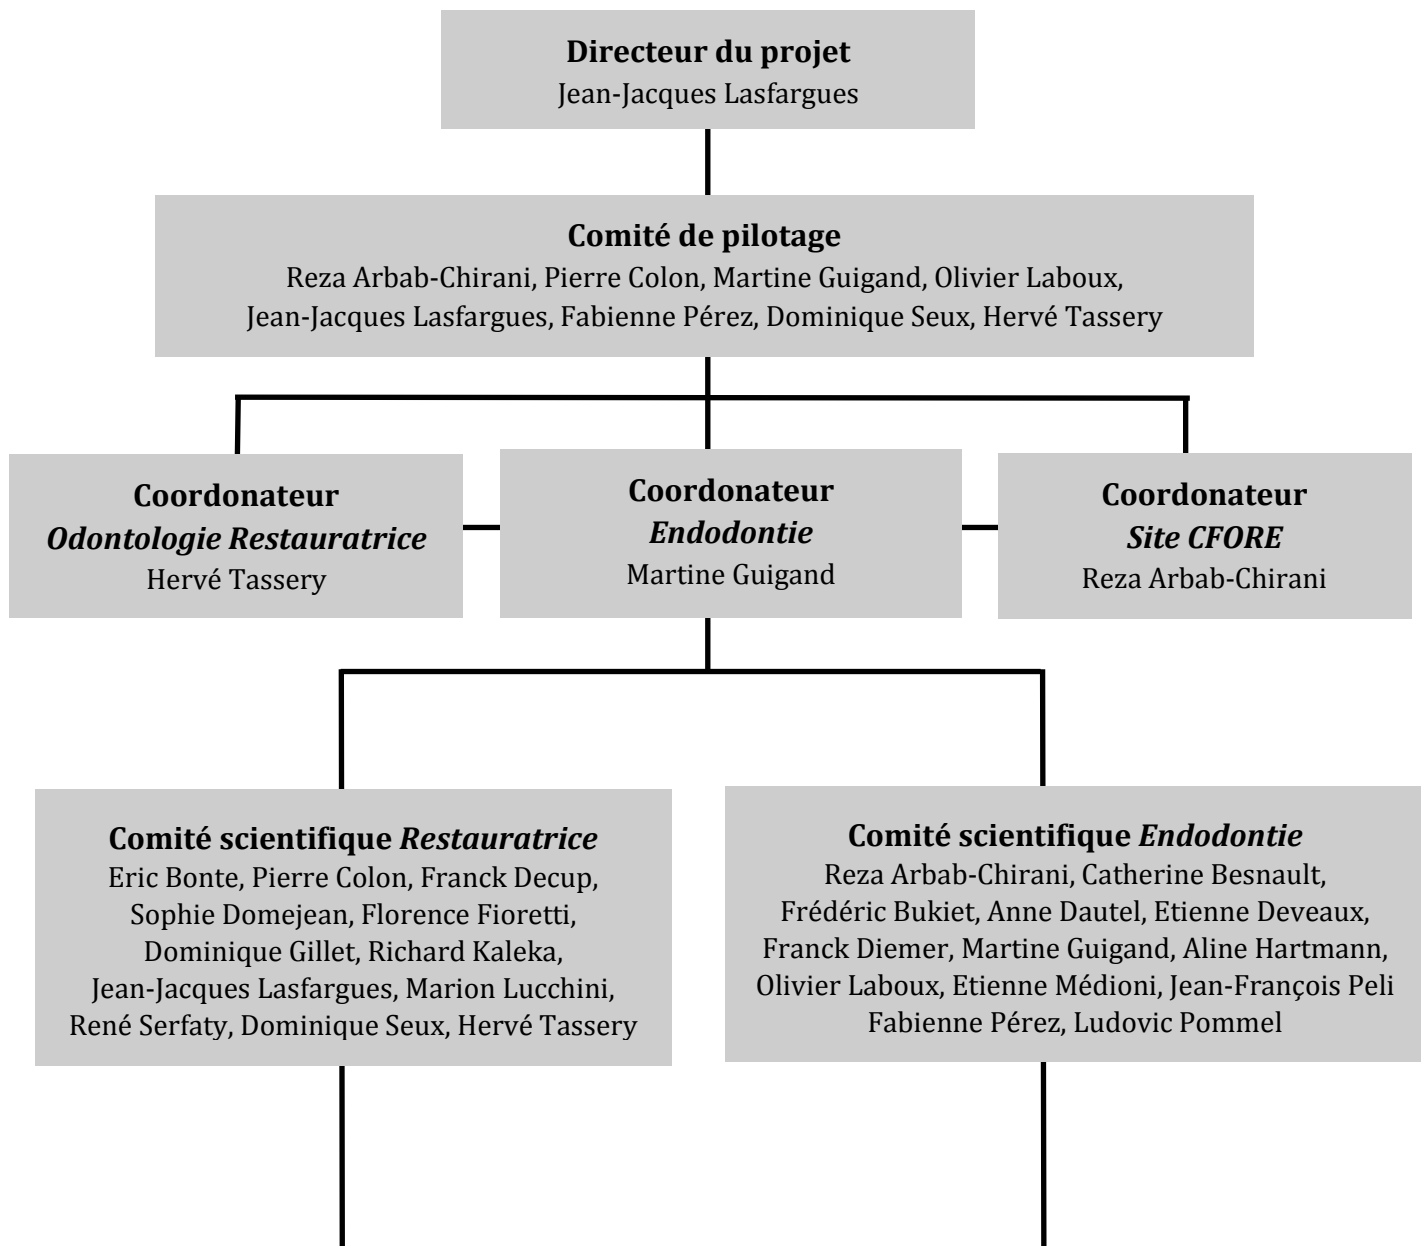 Directeur du projet
Jean-Jacques Lasfargues
Comité de pilotage
Reza Arbab-Chirani, Pierre Colon, Martine Guigand, Olivier Laboux,
Jean-Jacques Lasfargues, Fabienne Pérez, Dominique Seux, Hervé Tassery
Coordonateur
Odontologie Restauratrice
Hervé Tassery
Coordonateur
Endodontie
Martine Guigand
Coordonateur
Site CFORE
Reza Arbab-Chirani
Comité scientifique Restauratrice
Eric Bonte, Pierre Colon, Franck Decup,
Sophie Domejean, Florence Fioretti,
Dominique Gillet, Richard Kaleka,
Jean-Jacques Lasfargues, Marion Lucchini,
René Serfaty, Dominique Seux, Hervé Tassery
Comité scientifique Endodontie
Reza Arbab-Chirani, Catherine Besnault,
Frédéric Bukiet, Anne Dautel, Etienne Deveaux,
Franck Diemer, Martine Guigand, Aline Hartmann,
Olivier Laboux, Etienne Médioni, Jean-François Peli
Fabienne Pérez, Ludovic Pommel